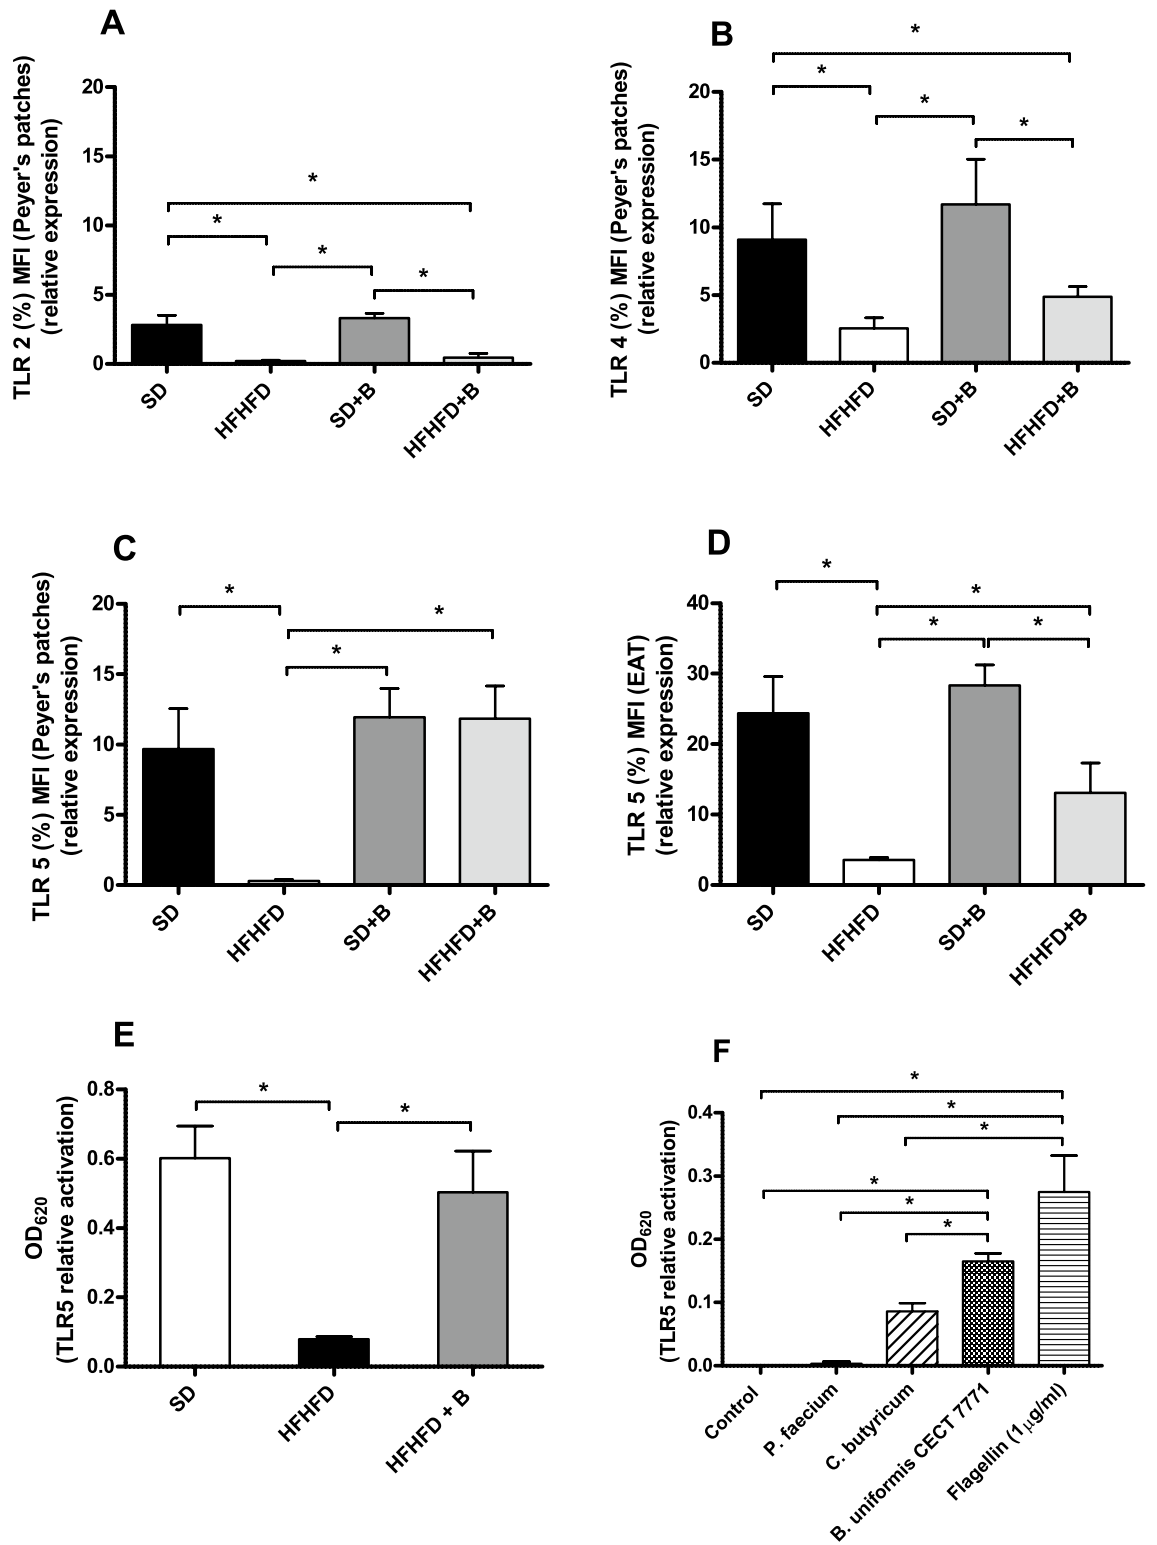 A
TLR 2 (%) MFI (Peyer's patches)
(relative expression)
20
15
10
5
0
*
*
*
*
SD
HFHFD
SD+B
HFHFD+B
B
TLR 4 (%) MFI (Peyer's patches)
(relative expression)
20
15
10
5
0
*
*
*
*
SD
HFHFD
SD+B
HFHFD+B
C
TLR 5 (%) MFI (Peyer's patches)
(relative expression)
20
15
10
5
0
*
*
*
SD
HFHFD
SD+B
HFHFD+B
D
TLR 5 (%) MFI (EAT)
(relative expression)
40
30
20
10
0
*
*
*
*
SD
HFHFD
SD+B
HFHFD+B
E
OD620
(TLR5 relative activation)
0.8
0.6
0.4
0.2
0.0
*
*
SD
HFHFD
HFHFD + B
F
OD620
(TLR5 relative activation)
0.4
0.3
0.2
0.1
0.0
*
*
*
*
*
*
Control
P. faecium
C. butyricum
B. uniformis CECT 7771
Flagellin (1μg/ml)